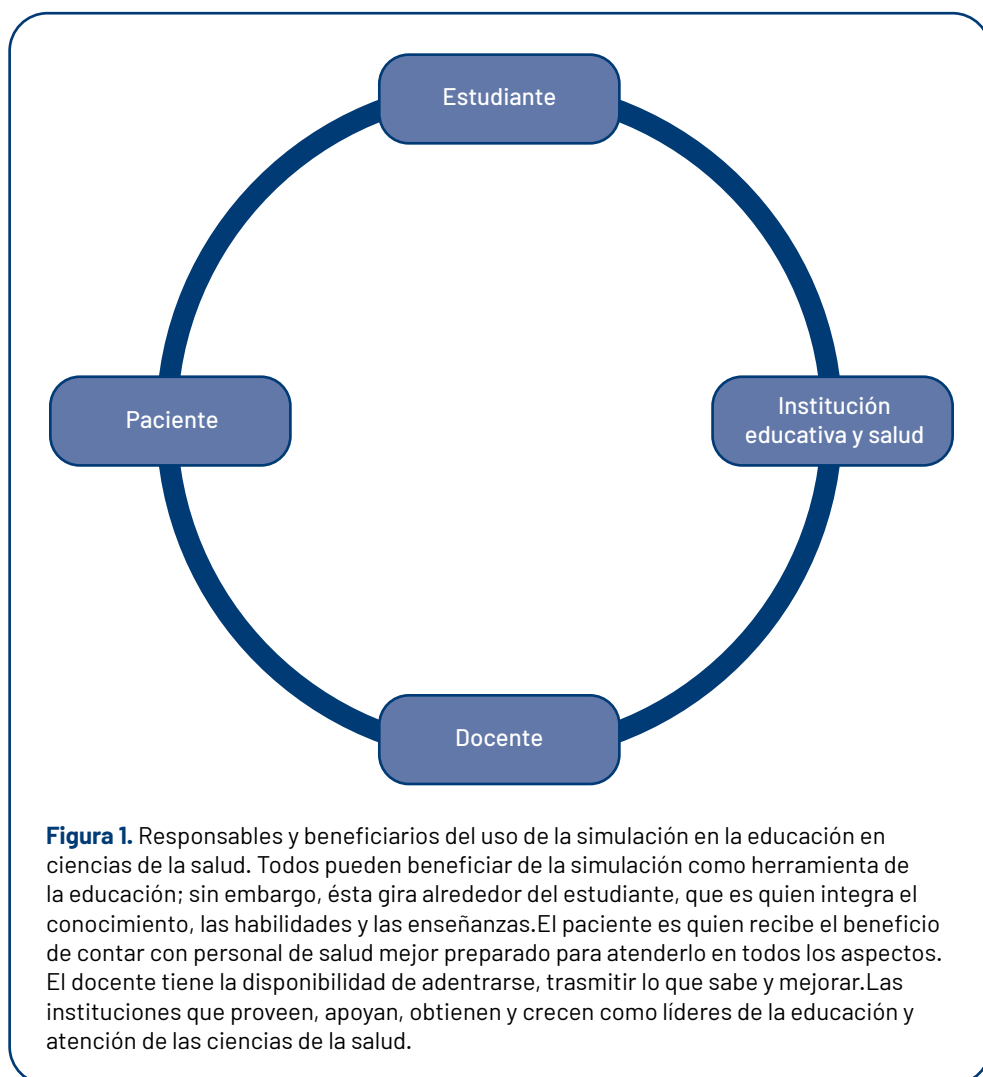 Estudiante
Paciente
Institución
educativa y salud
Docente
Figura 1. Responsables y beneficiarios del uso de la simulación en la educación en
ciencias de la salud. Todos pueden beneficiar de la simulación como herramienta de
la educación; sin embargo, ésta gira alrededor del estudiante, que es quien integra el
conocimiento, las habilidades y las enseñanzas.El paciente es quien recibe el beneficio
de contar con personal de salud mejor preparado para atenderlo en todos los aspectos.
El docente tiene la disponibilidad de adentrarse, trasmitir lo que sabe y mejorar.Las
instituciones que proveen, apoyan, obtienen y crecen como líderes de la educación y
atención de las ciencias de la salud.